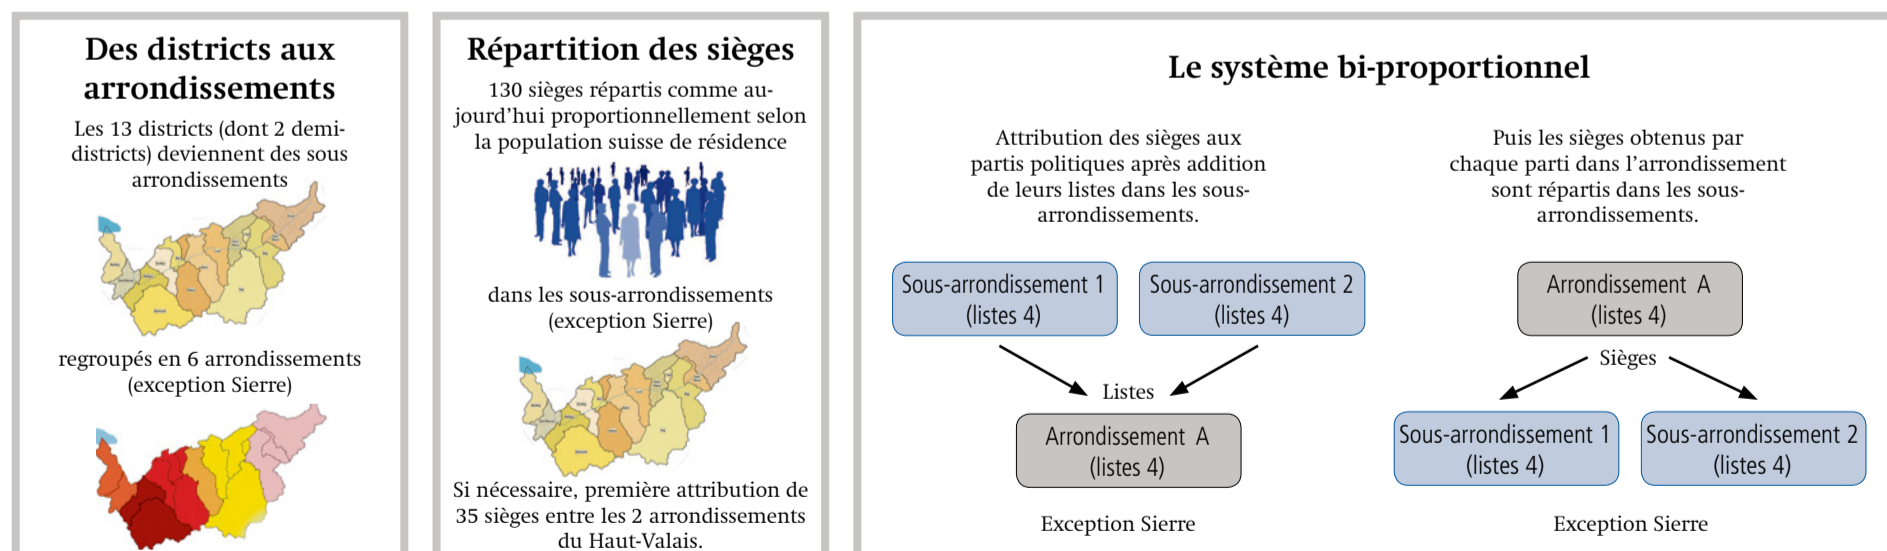 Des districts aux
arrondissements
Les 13 districts (dont 2 demi-
districts) deviennent des sous
arrondissements
regroupés en 6 arrondissements
(exception Sierre)
Répartition des sièges
130 sièges répartis comme au-
jourd'hui proportionnellement selon
la population suisse de résidence
dans les sous-arrondissements
(exception Sierre)
Si nécessaire, première attribution de
35 sièges entre les 2 arrondissements
du Haut-Valais.
Le système bi-proportionnel
Attribution des sièges aux
partis politiques après addition
de leurs listes dans les sous-
arrondissements.
Sous-arrondissement 1
(listes 4)
Sous-arrondissement 2
(listes 4)
Listes
Arrondissement A
(listes 4)
Exception Sierre
Puis les sièges obtenus par
chaque parti dans l'arrondissement
sont répartis dans les sous-
arrondissements.
Arrondissement A
(listes 4)
Sièges
Sous-arrondissement 1
(listes 4)
Sous-arrondissement 2
(listes 4)
Exception Sierre